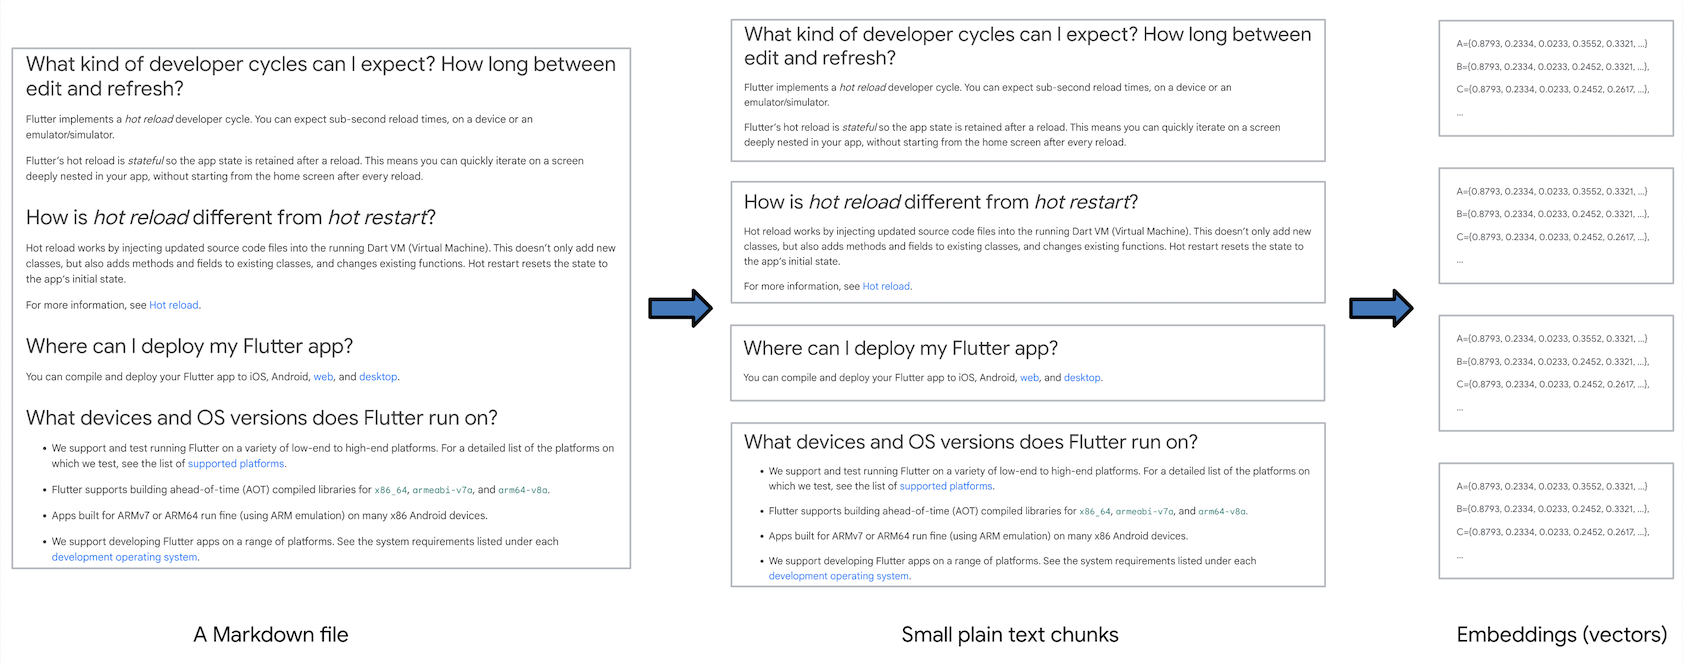 What kind of developer cycles can I expect? How long between
edit and refresh?
Flutter implements a hot reload developer cycle. You can expect sub-second reload times, on a device or an
emulator/simulator.
Flutter's hot reload is stateful so the app state is retained after a reload. This means you can quickly iterate on a screen
deeply nested in your app, without starting from the home screen after every reload.
How is hot reload different from hot restart?
Hot reload works by injecting updated source code files into the running Dart VM (Virtual Machine). This doesn't only add new
classes, but also adds methods and fields to existing classes, and changes existing functions. Hot restart resets the state to
the app's initial state.
For more information, see Hot reload.
Where can I deploy my Flutter app?
You can compile and deploy your Flutter app to iOS, Android, web, and desktop.
What devices and OS versions does Flutter run on?
• We support and test running Flutter on a variety of low-end to high-end platforms. For a detailed list of the platforms on
which we test, see the list of supported platforms.
• Flutter supports building ahead-of-time (AOT) compiled libraries for x86_64, armeabi-v7a, and arm64-v8a.
• Apps built for ARMv7 or ARM64 run fine (using ARM emulation) on many x86 Android devices.
• We support developing Flutter apps on a range of platforms. See the system requirements listed under each
development operating system.
A Markdown file
What kind of developer cycles can I expect? How long between
edit and refresh?
Flutter implements a hot reload developer cycle. You can expect sub-second reload times, on a device or an
emulator/simulator.
Flutter's hot reload is stateful so the app state is retained after a reload. This means you can quickly iterate on a screen
deeply nested in your app, without starting from the home screen after every reload.
How is hot reload different from hot restart?
Hot reload works by injecting updated source code files into the running Dart VM (Virtual Machine). This doesn't only add new
classes, but also adds methods and fields to existing classes, and changes existing functions. Hot restart resets the state to
the app's initial state.
For more information, see Hot reload.
Where can I deploy my Flutter app?
You can compile and deploy your Flutter app to iOS, Android, web, and desktop.
What devices and OS versions does Flutter run on?
• We support and test running Flutter on a variety of low-end to high-end platforms. For a detailed list of the platforms on
which we test, see the list of supported platforms.
• Flutter supports building ahead-of-time (AOT) compiled libraries for x86_64, armeabi-v7a, and arm64-v8a.
• Apps built for ARMv7 or ARM64 run fine (using ARM emulation) on many x86 Android devices.
• We support developing Flutter apps on a range of platforms. See the system requirements listed under each
development operating system.
Small plain text chunks
A={0.8793, 0.2334, 0.0233, 0.3552, 0.3321, ...}
B={0.8793, 0.2334, 0.0233, 0.2452, 0.3321, ...},
C={0.8793, 0.2334, 0.0233, 0.2452, 0.2617, ...},
...
A={0.8793, 0.2334, 0.0233, 0.3552, 0.3321, ...}
B={0.8793, 0.2334, 0.0233, 0.2452, 0.3321, ...},
C={0.8793, 0.2334, 0.0233, 0.2452, 0.2617, ...},
...
A={0.8793, 0.2334, 0.0233, 0.3552, 0.3321, ...}
B={0.8793, 0.2334, 0.0233, 0.2452, 0.3321, ...},
C={0.8793, 0.2334, 0.0233, 0.2452, 0.2617, ...},
...
A={0.8793, 0.2334, 0.0233, 0.3552, 0.3321, ...}
B={0.8793, 0.2334, 0.0233, 0.2452, 0.3321, ...},
C={0.8793, 0.2334, 0.0233, 0.2452, 0.2617, ...},
...
Embeddings (vectors)